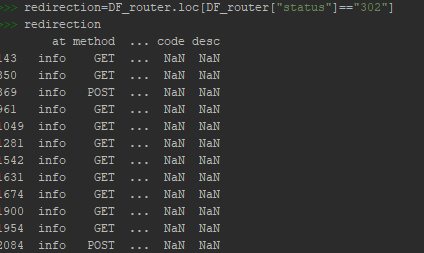 >>> redirection=DF_router.loc[DF_router["status"]=="302"]
>>> redirection
at method ... code desc
143 info GET ... NaN NaN
350 info GET ... NaN NaN
369 info POST ... NaN NaN
961 info GET ... NaN NaN
1049 info GET ... NaN NaN
1281 info GET ... NaN NaN
1542 info GET ... NaN NaN
1631 info GET ... NaN NaN
1674 info GET ... NaN NaN
1900 info GET ... NaN NaN
1954 info GET ... NaN NaN
2084 info POST ... NaN NaN